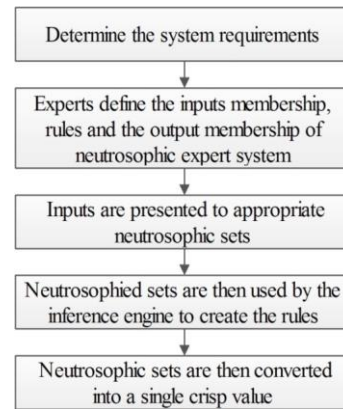 Determine the system requirements
Experts define the inputs membership,
rules and the output membership of
neutrosophic expert system
Inputs are presented to appropriate
neutrosophic sets
Neutrosophied sets are then used by the
inference engine to create the rules
Neutrosophic sets are then converted
into a single crisp value